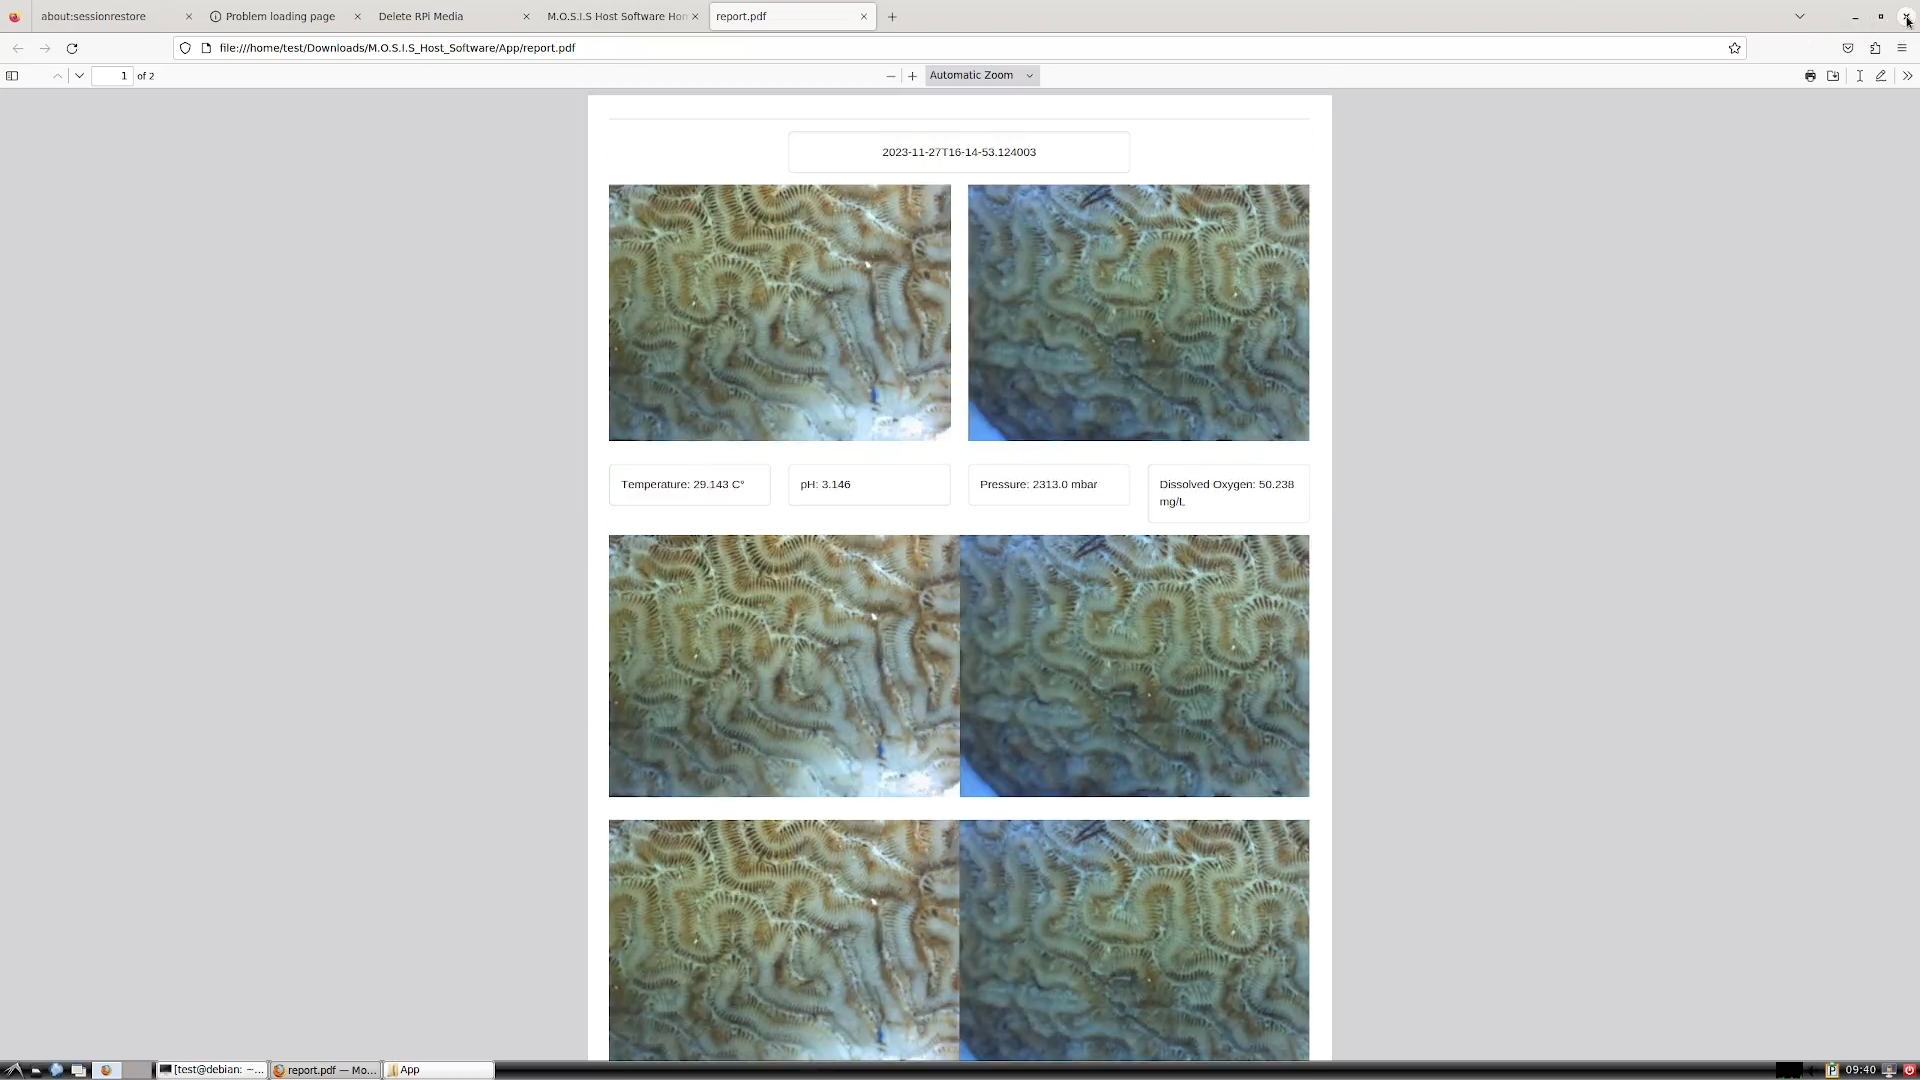 about:sessionrestore
Problem loading page
Delete RPi Media
M.O.S.I.S Host Software Hom
report.pdf
file:///home/test/Downloads/M.O.S.I.S_Host_Software/App/report.pdf
1 of 2
Automatic Zoom
2023-11-27T16-14-53.124003
Temperature: 29.143 C°
pH: 3.146
Pressure: 2313.0 mbar
Dissolved Oxygen: 50.238
mg/L
[test@debian: ~...
report.pdf — Mo...
App
P
09:40